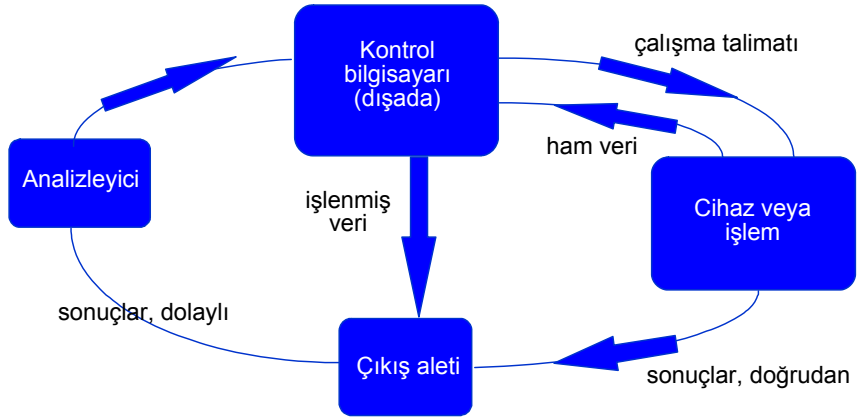 Kontrol
bilgisayarı
(dışada)
çalışma talimatı
ham veri
Analizleyici
işlenmiş
veri
Cihaz veya
işlem
sonuçlar, dolaylı
Çıkış aleti
sonuçlar, doğrudan